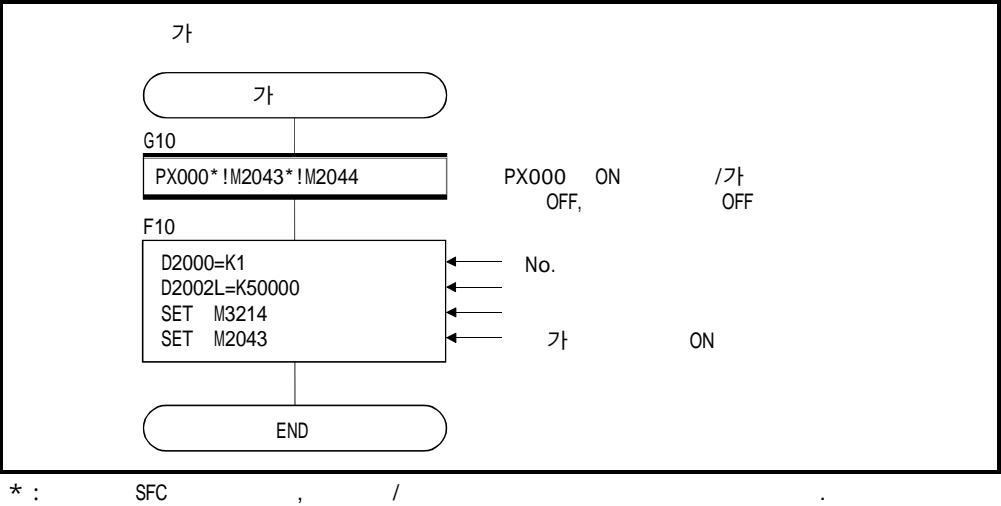 가
가
G10
PX000*!M2043*!M2044
PX000 ON /가
OFF, OFF
F10
D2000=K1
No.
D2002L=K50000
SET M3214
SET M2043
가 ON
END
* : SFC , / .